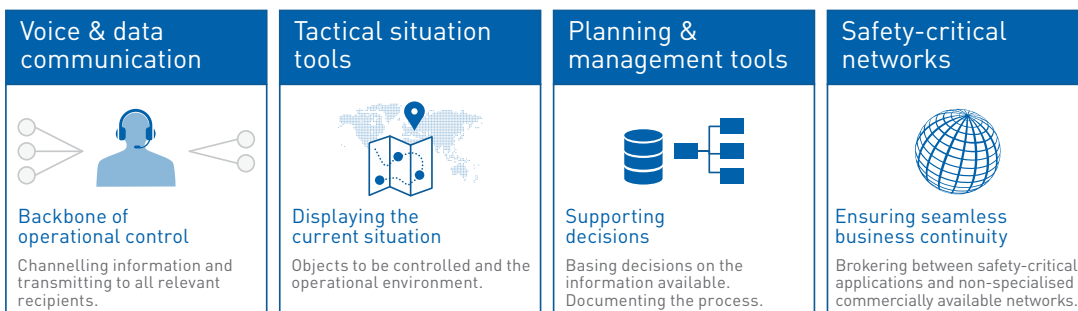 Voice & data
communication
Backbone of
operational control
Channelling information and
transmitting to all relevant
recipients.
Tactical situation
tools
Displaying the
current situation
Objects to be controlled and the
operational environment.
Planning &
management tools
Supporting
decisions
Basing decisions on the
information available.
Documenting the process.
Safety-critical
networks
Ensuring seamless
business continuity
Brokering between safety-critical
applications and non-specialised
commercially available networks.